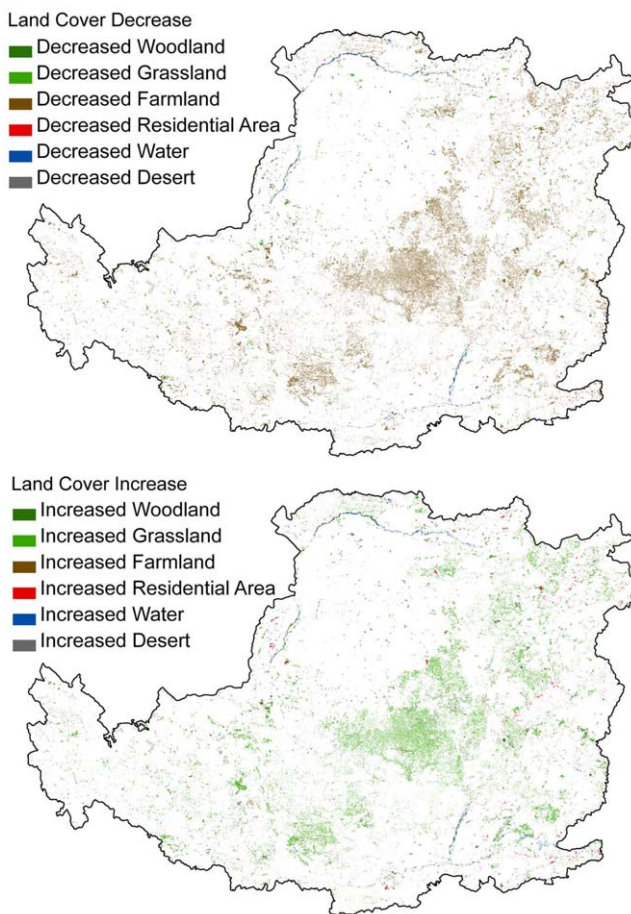 Land Cover Decrease
Decreased Woodland
Decreased Grassland
Decreased Farmland
Decreased Residential Area
Decreased Water
Decreased Desert
Land Cover Increase
Increased Woodland
Increased Grassland
Increased Farmland
Increased Residential Area
Increased Water
Increased Desert